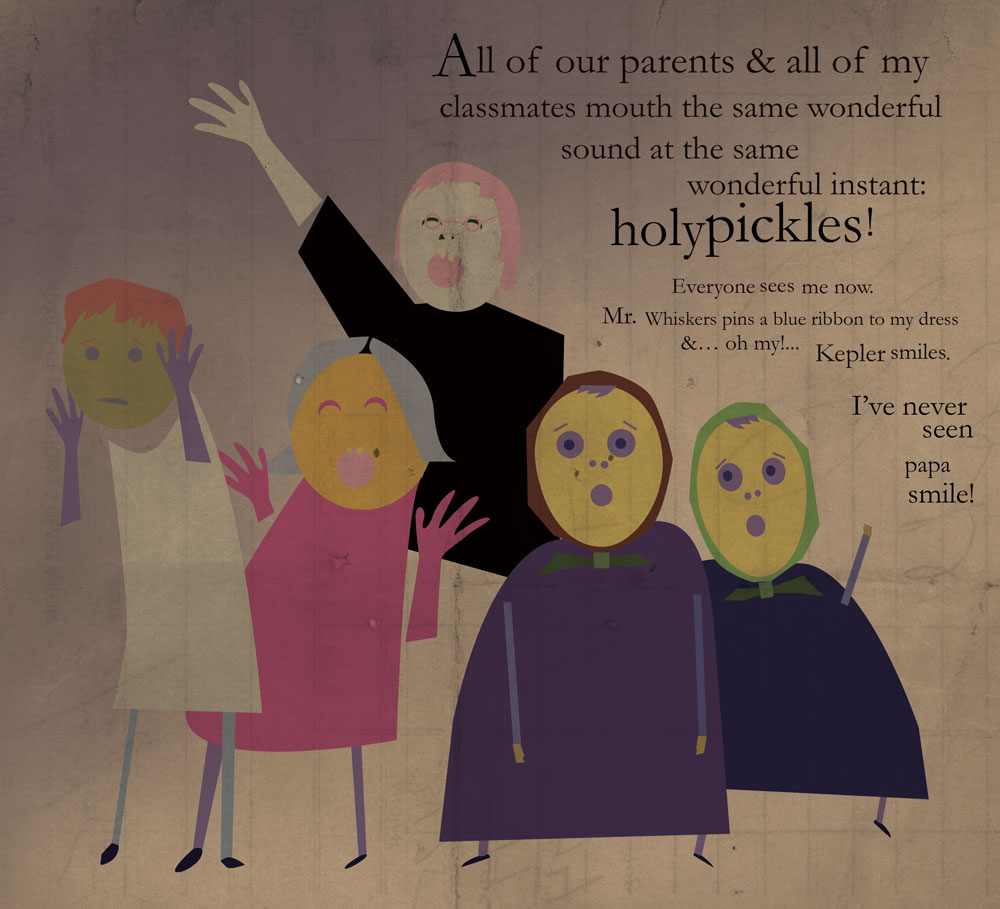 All of our parents & all of my
classmates mouth the same wonderful
sound at the same
wonderful instant:
holypickles!
Everyone sees me now.
Mr. Whiskers pins a blue ribbon to my dress
&... oh my!... Kepler smiles.
I've never
seen
papa
smile!